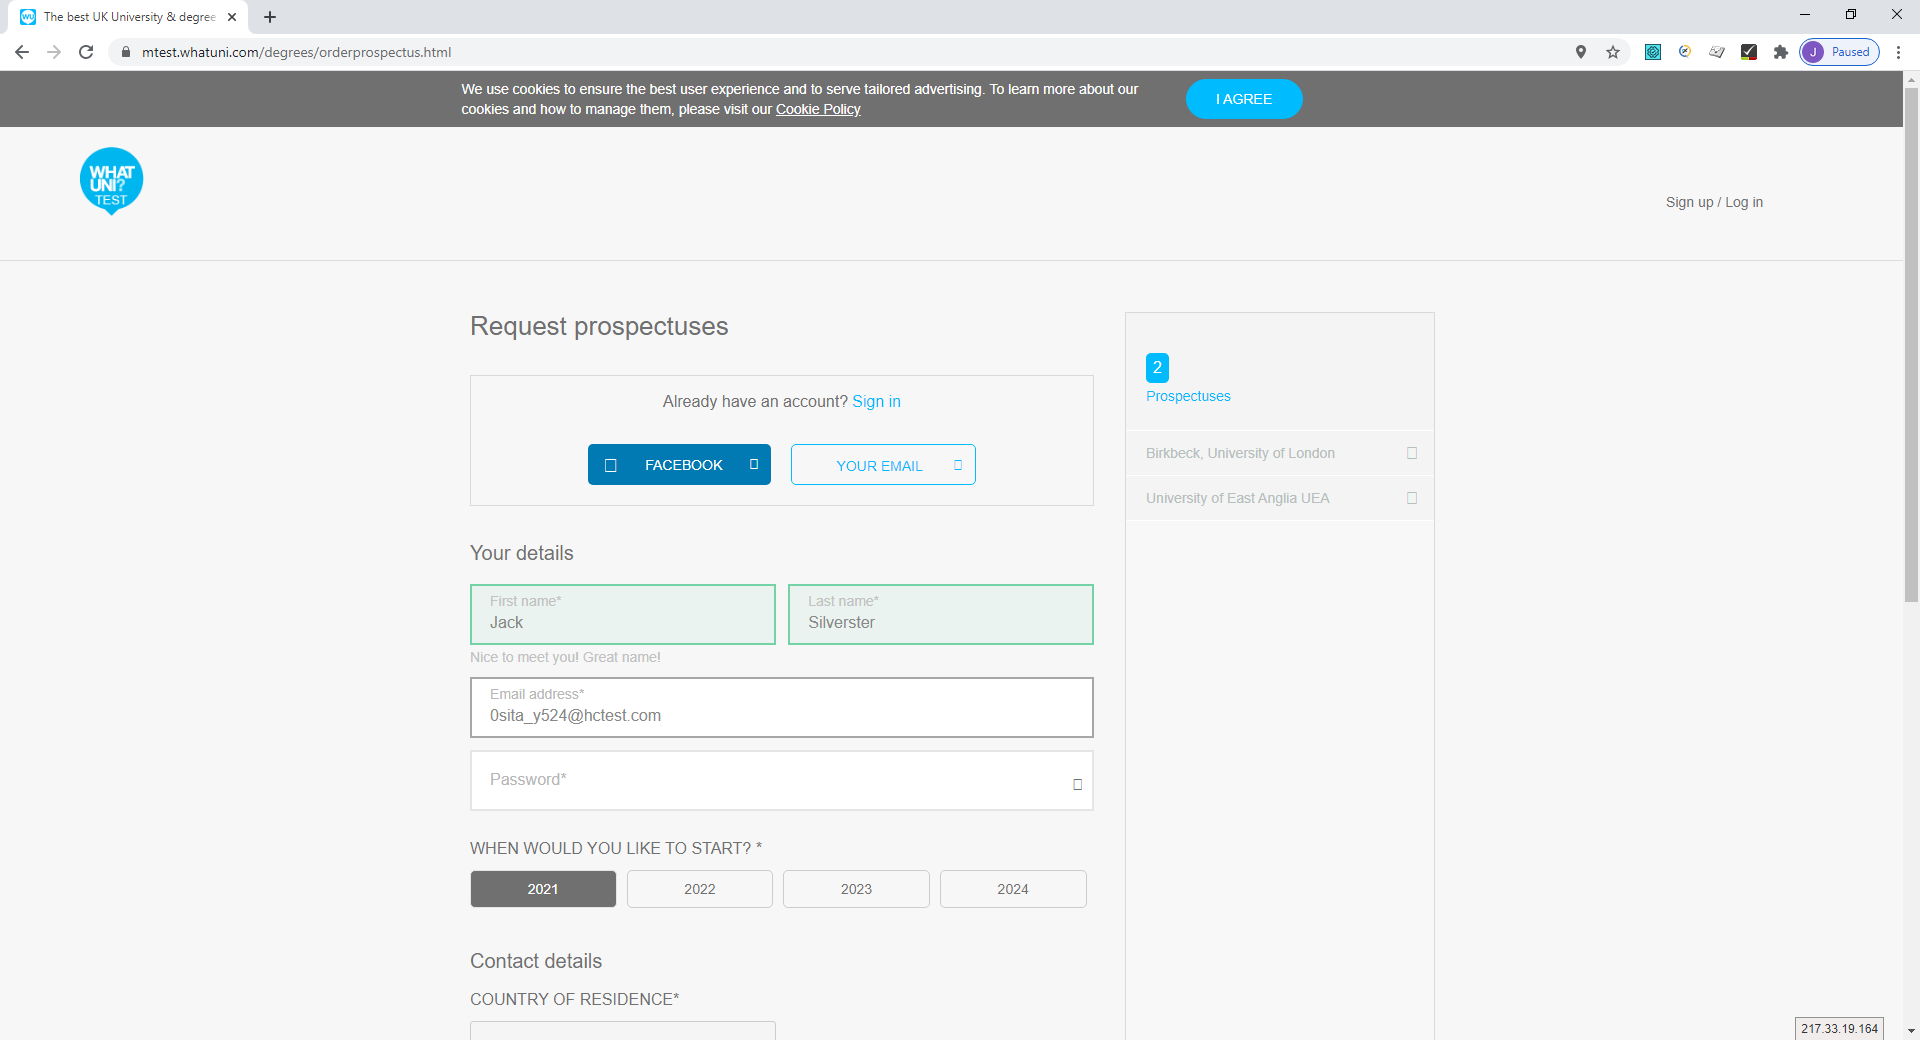 The best UK University & degree
mtest.whatuni.com/degrees/orderprospectus.html
J Paused
We use cookies to ensure the best user experience and to serve tailored advertising. To learn more about our
cookies and how to manage them, please visit our Cookie Policy
I AGREE
WHAT
UNI?
TEST
Sign up / Log in
Request prospectuses
Already have an account? Sign in
FACEBOOK
YOUR EMAIL
2
Prospectuses
Birkbeck, University of London
University of East Anglia UEA
Your details
First name*
Jack
Last name*
Silverster
Nice to meet you! Great name!
Email address*
0sita_y524@hctest.com
Password*
WHEN WOULD YOU LIKE TO START? *
2021
2022
2023
2024
Contact details
COUNTRY OF RESIDENCE*
217.33.19.164